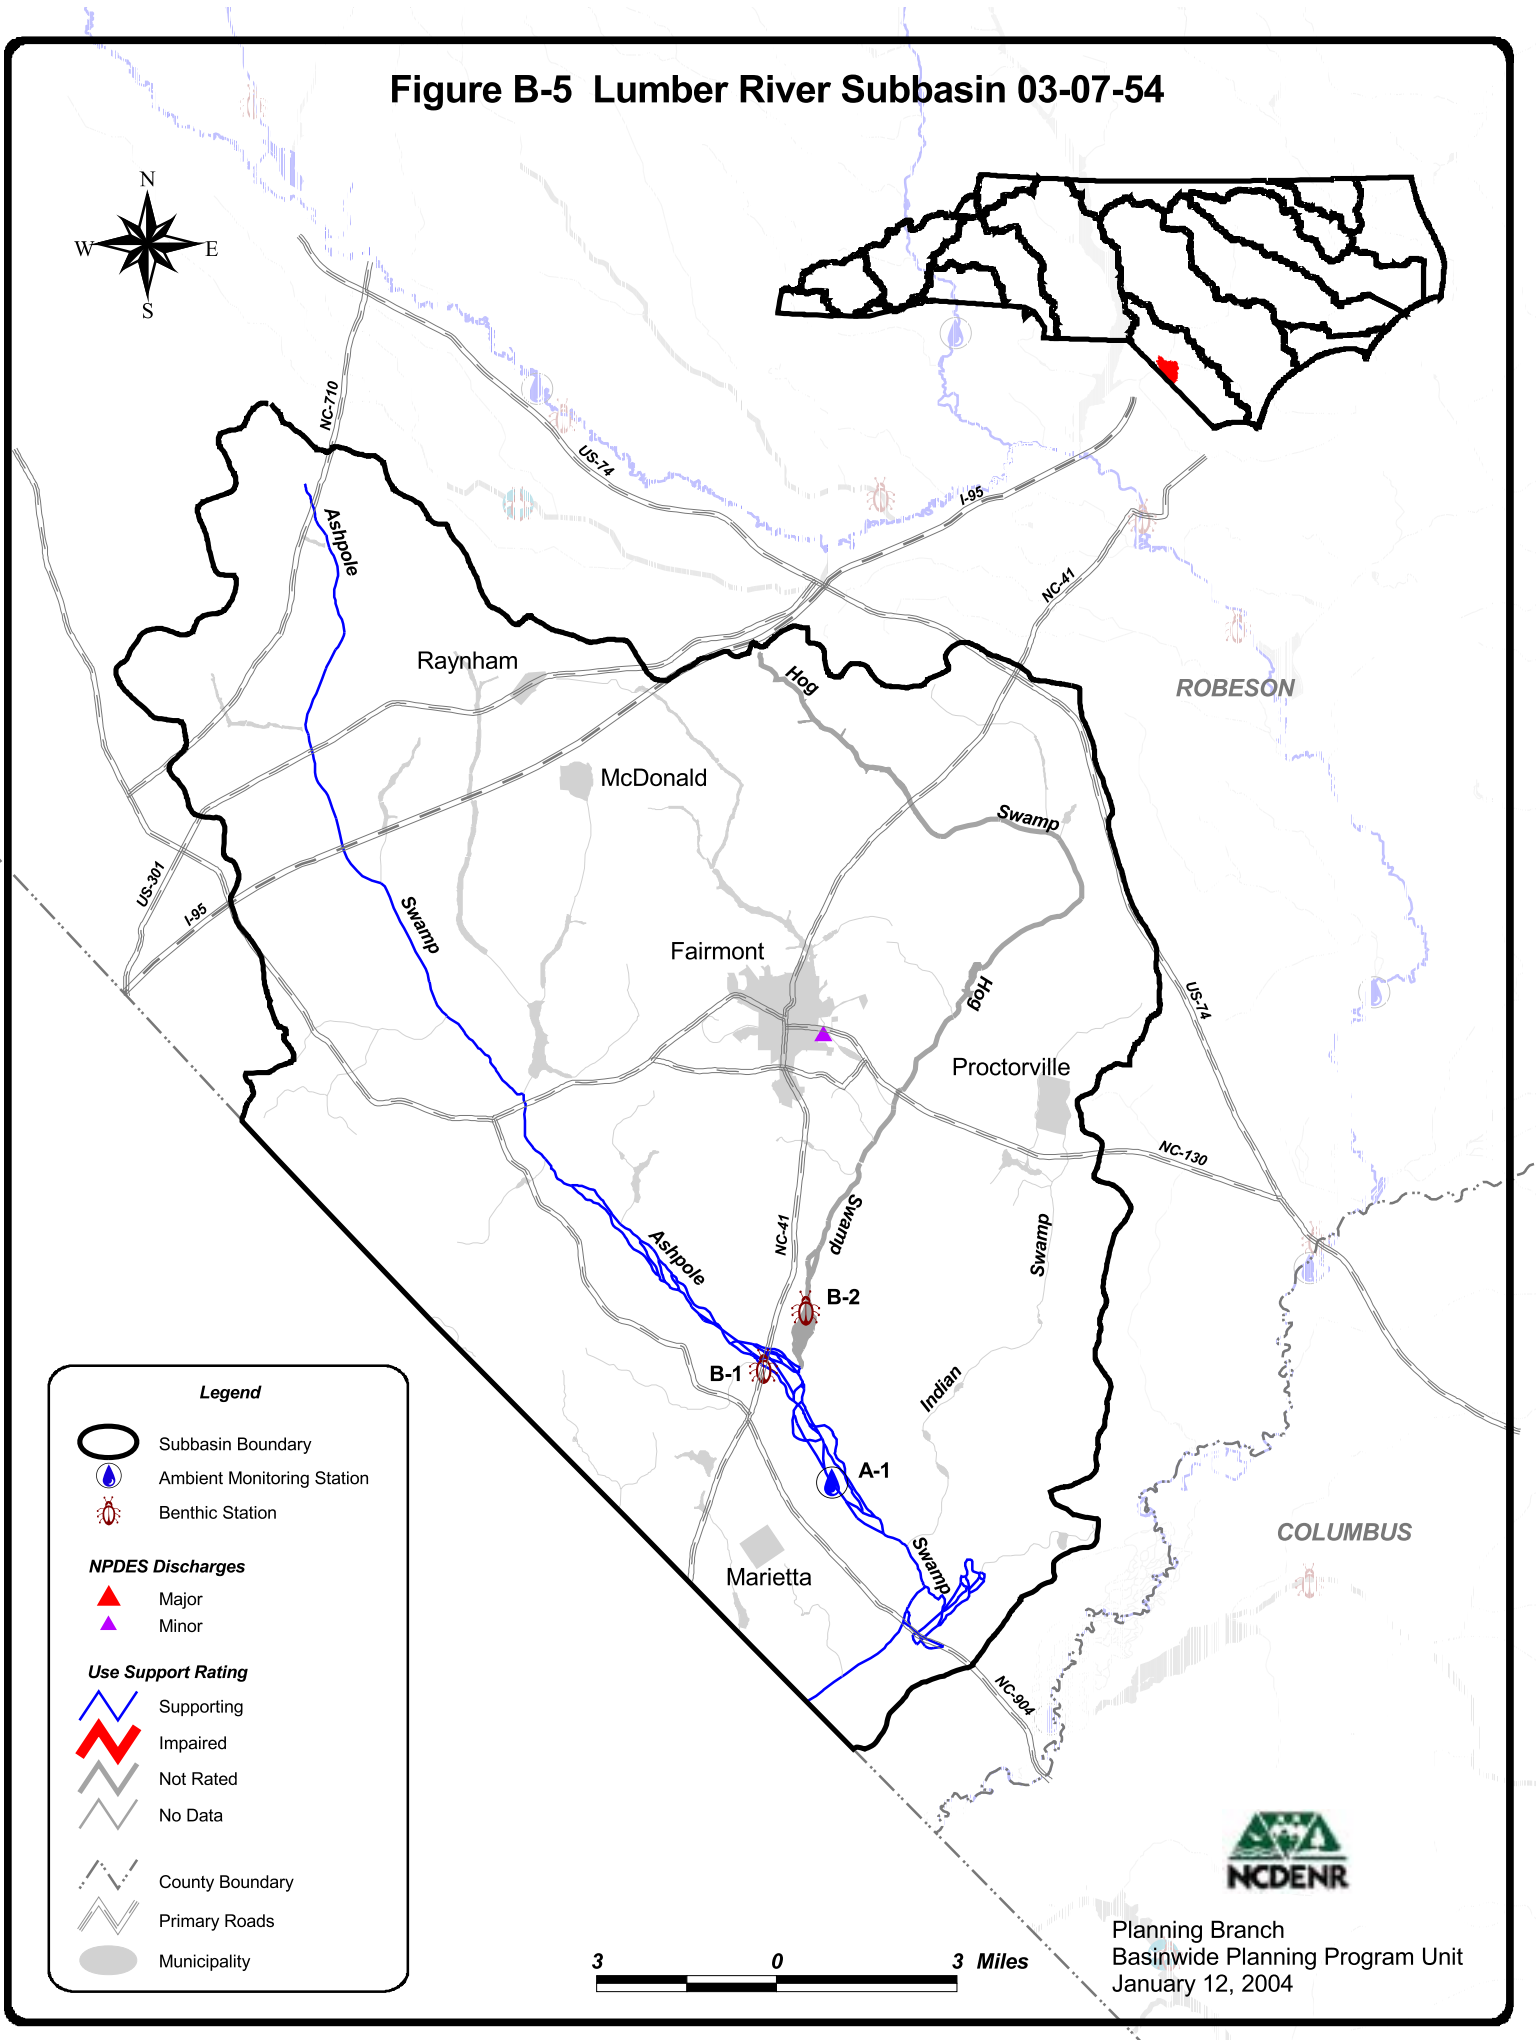 Figure B-5 Lumber River Subbasin 03-07-54
N
W
E
S
NC-710
US-74
I-95
NC-41
Ashpole
Raynham
Hog
ROBESON
McDonald
Swamp
US-301
I-95
Swamp
Fairmont
Hog
US-74
Proctorville
NC-130
Swamp
Swamp
NC-41
Ashpole
B-2
B-1
Indian
A-1
Swamp
COLUMBUS
Marietta
NC-904
Legend
Subbasin Boundary
Ambient Monitoring Station
Benthic Station
NPDES Discharges
Major
Minor
Use Support Rating
Supporting
Impaired
Not Rated
No Data
County Boundary
Primary Roads
Municipality
3 0 3 Miles
NCDENR
Planning Branch
Basinwide Planning Program Unit
January 12, 2004